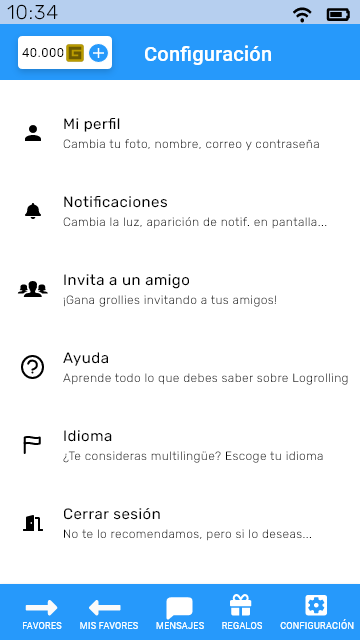 10:34
40.000 G
Configuración
Mi perfil
Cambia tu foto, nombre, correo y contraseña
Notificaciones
Cambia la luz, aparición de notif. en pantalla...
Invita a un amigo
¡Gana grollies invitando a tus amigos!
Ayuda
Aprende todo lo que debes saber sobre Logrolling
Idioma
¿Te consideras multilingüe? Escoge tu idioma
Cerrar sesión
No te lo recomendamos, pero si lo deseas...
FAVORES MIS FAVORES MENSAJES REGALOS CONFIGURACIÓN